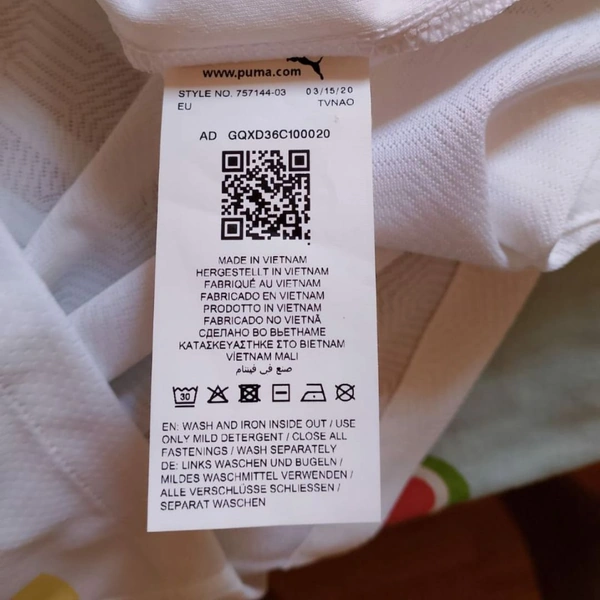 www.puma.com
STYLE NO. 757144-03 03/15/20
EU TVNAO
AD GQXD36C100020
MADE IN VIETNAM
HERGESTELLT IN VIETNAM
FABRIQUÉ AU VIETNAM
FABRICADO EN VIETNAM
PRODOTTO IN VIETNAM
FABRICADO NO VIETNÃ
СДЕЛАНО ВО ВЬЕТНАМЕ
ΚΑΤΑΣΚΕΥΑΣΤΗΚΕ ΣΤΟ ΒΙΕΤΝΑΜ
VİETNAM MALI
صنع في فيتنام
30
EN: WASH AND IRON INSIDE OUT / USE
ONLY MILD DETERGENT / CLOSE ALL
FASTENINGS / WASH SEPARATELY
DE: LINKS WASCHEN UND BUGELN /
MILDES WASCHMITTEL VERWENDEN /
ALLE VERSCHLÜSSE SCHLIESSEN /
SEPARAT WASCHEN